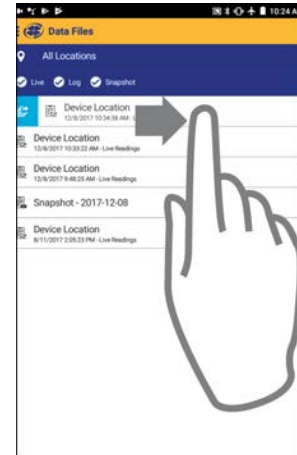 10:24 A
Data Files
All Locations
Live Log Snapshot
Device Location
12/8/2017 10:34:38 AM - L
Device Location
12/8/2017 10:33:22 AM - Live Readings
Device Location
12/8/2017 9:48:25 AM - Live Readings
Snapshot - 2017-12-08
Device Location
6/11/2017 2:05:23 PM - Live Readings